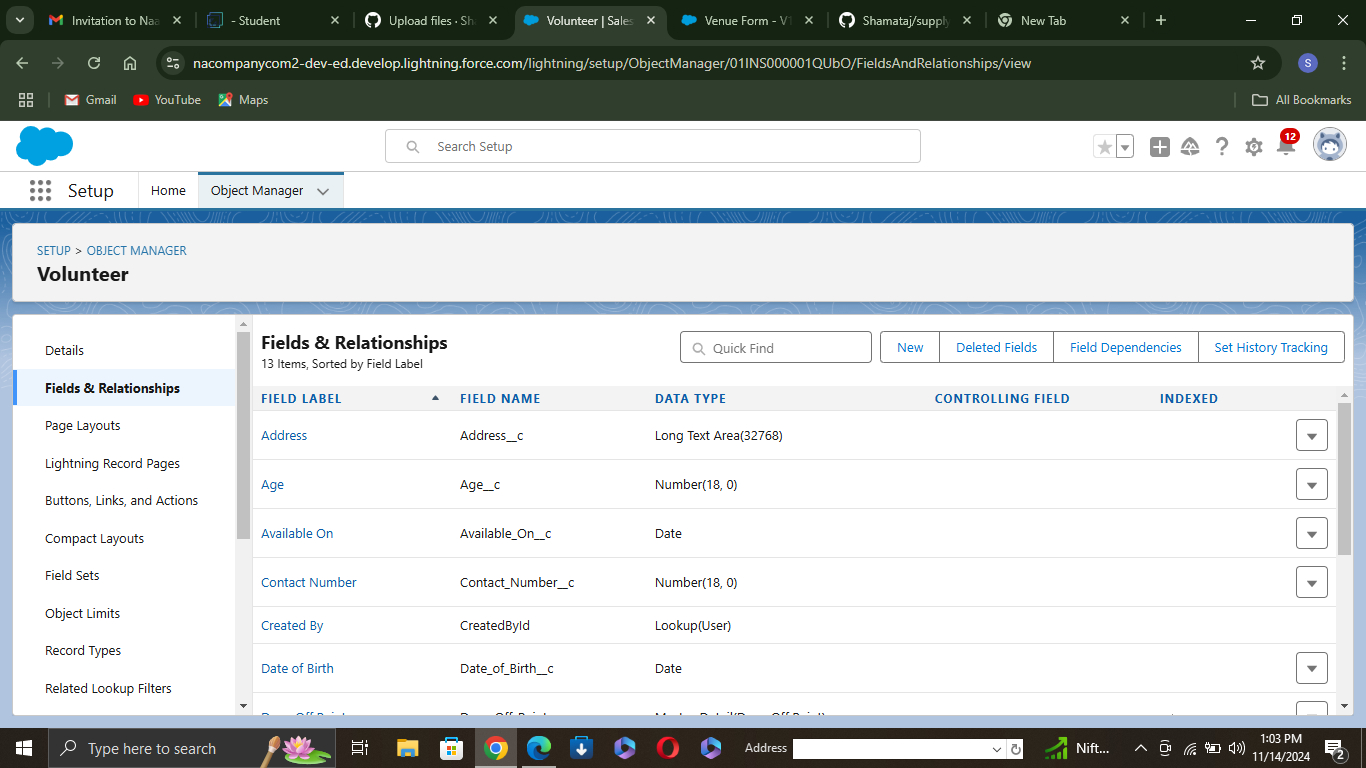 Invitation to Naa
- Student
Upload files · Sha
Volunteer | Sales
Venue Form - V1
Shamataj/supply
New Tab
nacompanycom2-dev-ed.develop.lightning.force.com/lightning/setup/ObjectManager/01INS000001QUbO/FieldsAndRelationships/view
S
Gmail
YouTube
Maps
All Bookmarks
Search Setup
12
Setup
Home
Object Manager
SETUP > OBJECT MANAGER
Volunteer
Details
Fields & Relationships
Page Layouts
Lightning Record Pages
Buttons, Links, and Actions
Compact Layouts
Field Sets
Object Limits
Record Types
Related Lookup Filters
Fields & Relationships
13 Items, Sorted by Field Label
Quick Find
New
Deleted Fields
Field Dependencies
Set History Tracking
FIELD LABEL FIELD NAME DATA TYPE CONTROLLING FIELD INDEXED
Address Address__c Long Text Area(32768)
Age Age__c Number(18, 0)
Available On Available_On__c Date
Contact Number Contact_Number__c Number(18, 0)
Created By CreatedById Lookup(User)
Date of Birth Date_of_Birth__c Date
Type here to search
Address
Nift...
1:03 PM
11/14/2024
2